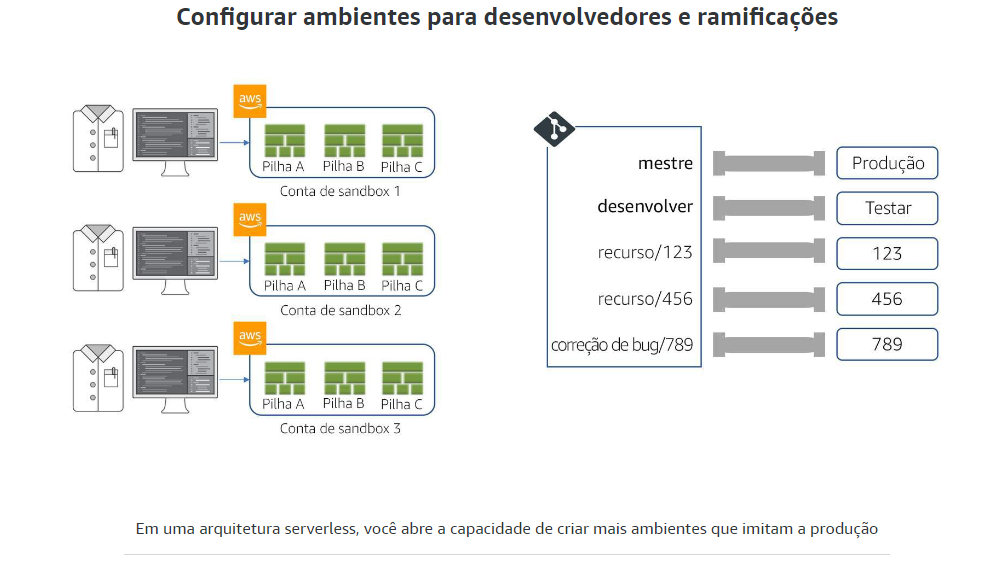 Configurar ambientes para desenvolvedores e ramificações
aws
Pilha A Pilha B Pilha C
Conta de sandbox 1
aws
Pilha A Pilha B Pilha C
Conta de sandbox 2
aws
Pilha A Pilha B Pilha C
Conta de sandbox 3
mestre Produção
desenvolver Testar
recurso/123 123
recurso/456 456
correção de bug/789 789
Em uma arquitetura serverless, você abre a capacidade de criar mais ambientes que imitam a produção